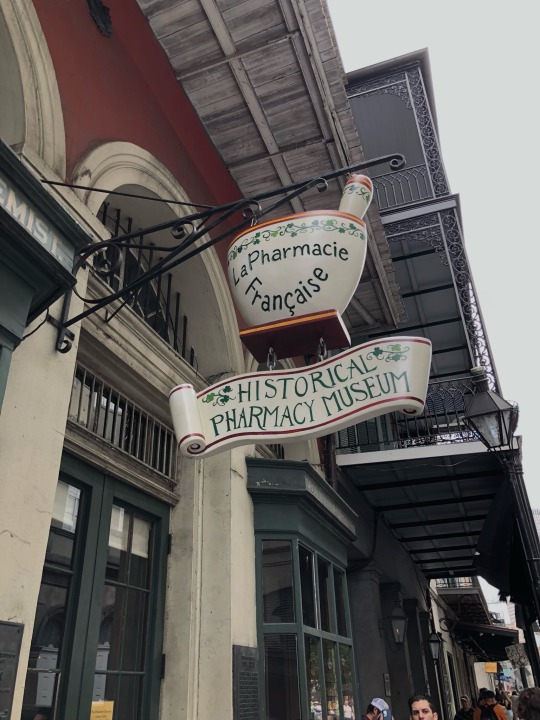 La Pharmacie
Française
HISTORICAL
PHARMACY MUSEUM